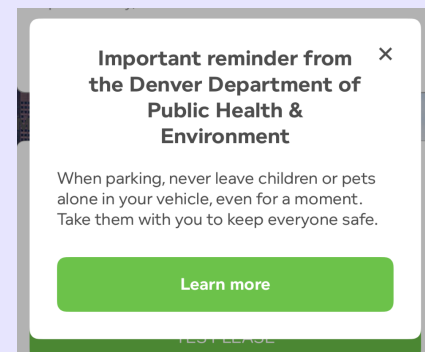 Important reminder from
the Denver Department of
Public Health &
Environment
When parking, never leave children or pets
alone in your vehicle, even for a moment.
Take them with you to keep everyone safe.
Learn more